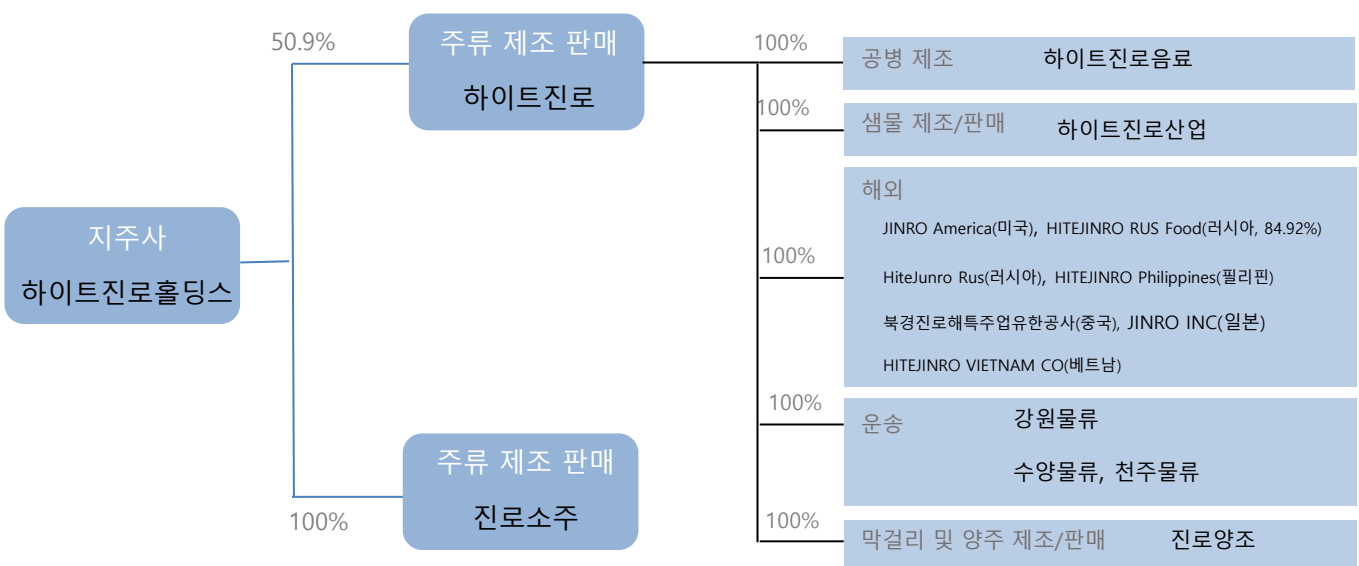 지주사
하이트진로홀딩스
50.9%
주류 제조 판매
하이트진로
100%
주류 제조 판매
진로소주
100%
공병 제조 하이트진로음료
100%
샘물 제조/판매 하이트진로산업
100%
해외
JINRO America(미국), HITEJINRO RUS Food(러시아, 84.92%)
HiteJunro Rus(러시아), HITEJINRO Philippines(필리핀)
북경진로해특주업유한공사(중국), JINRO INC(일본)
HITEJINRO VIETNAM CO(베트남)
100%
운송 강원물류
수양물류, 천주물류
100%
막걸리 및 양주 제조/판매 진로양조